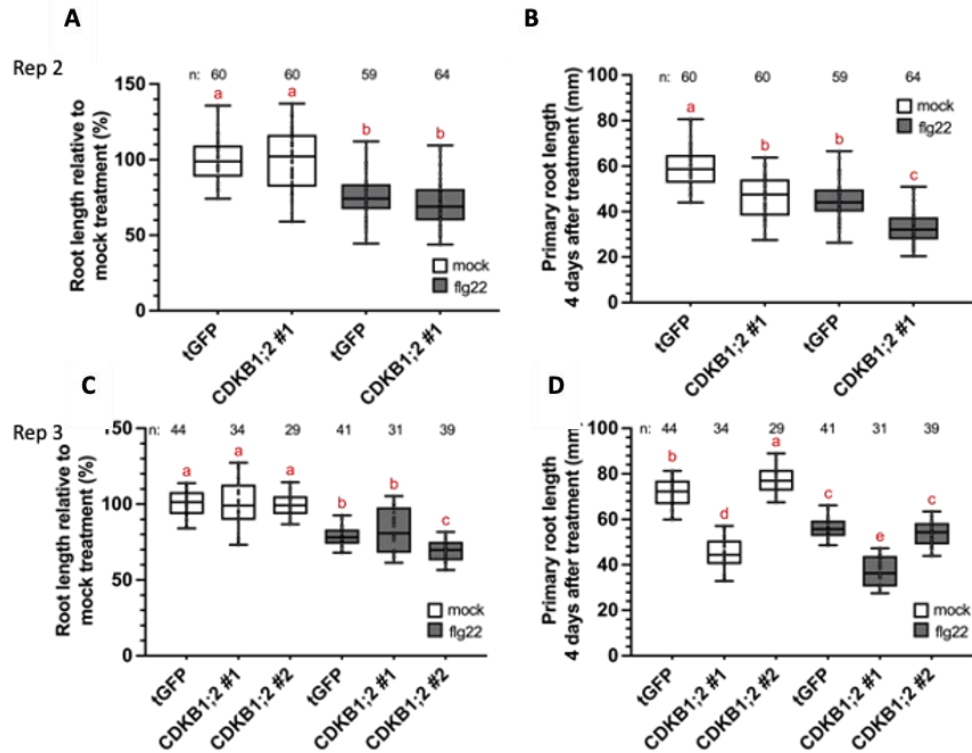 A
B
Rep 2
n: 60 60 59 64
a a b b
150
100
50
0
Root length relative to
mock treatment (%)
mock
flg22
tGFP
CDKB1;2 #1
tGFP
CDKB1;2 #1
n: 60 60 59 64
a b b c
100
80
60
40
20
0
Primary root length
4 days after treatment (mm)
mock
flg22
tGFP
CDKB1;2 #1
tGFP
CDKB1;2 #1
C
D
Rep 3
n: 44 34 29 41 31 39
a a a b b c
50
100
50
0
Root length relative to
mock treatment (%)
mock
flg22
tGFP
CDKB1;2 #1
CDKB1;2 #2
tGFP
CDKB1;2 #1
CDKB1;2 #2
n: 44 34 29 41 31 39
b d a c e c
100
80
60
40
20
0
Primary root length
4 days after treatment (mm
mock
flg22
tGFP
CDKB1;2 #1
CDKB1;2 #2
tGFP
CDKB1;2 #1
CDKB1;2 #2